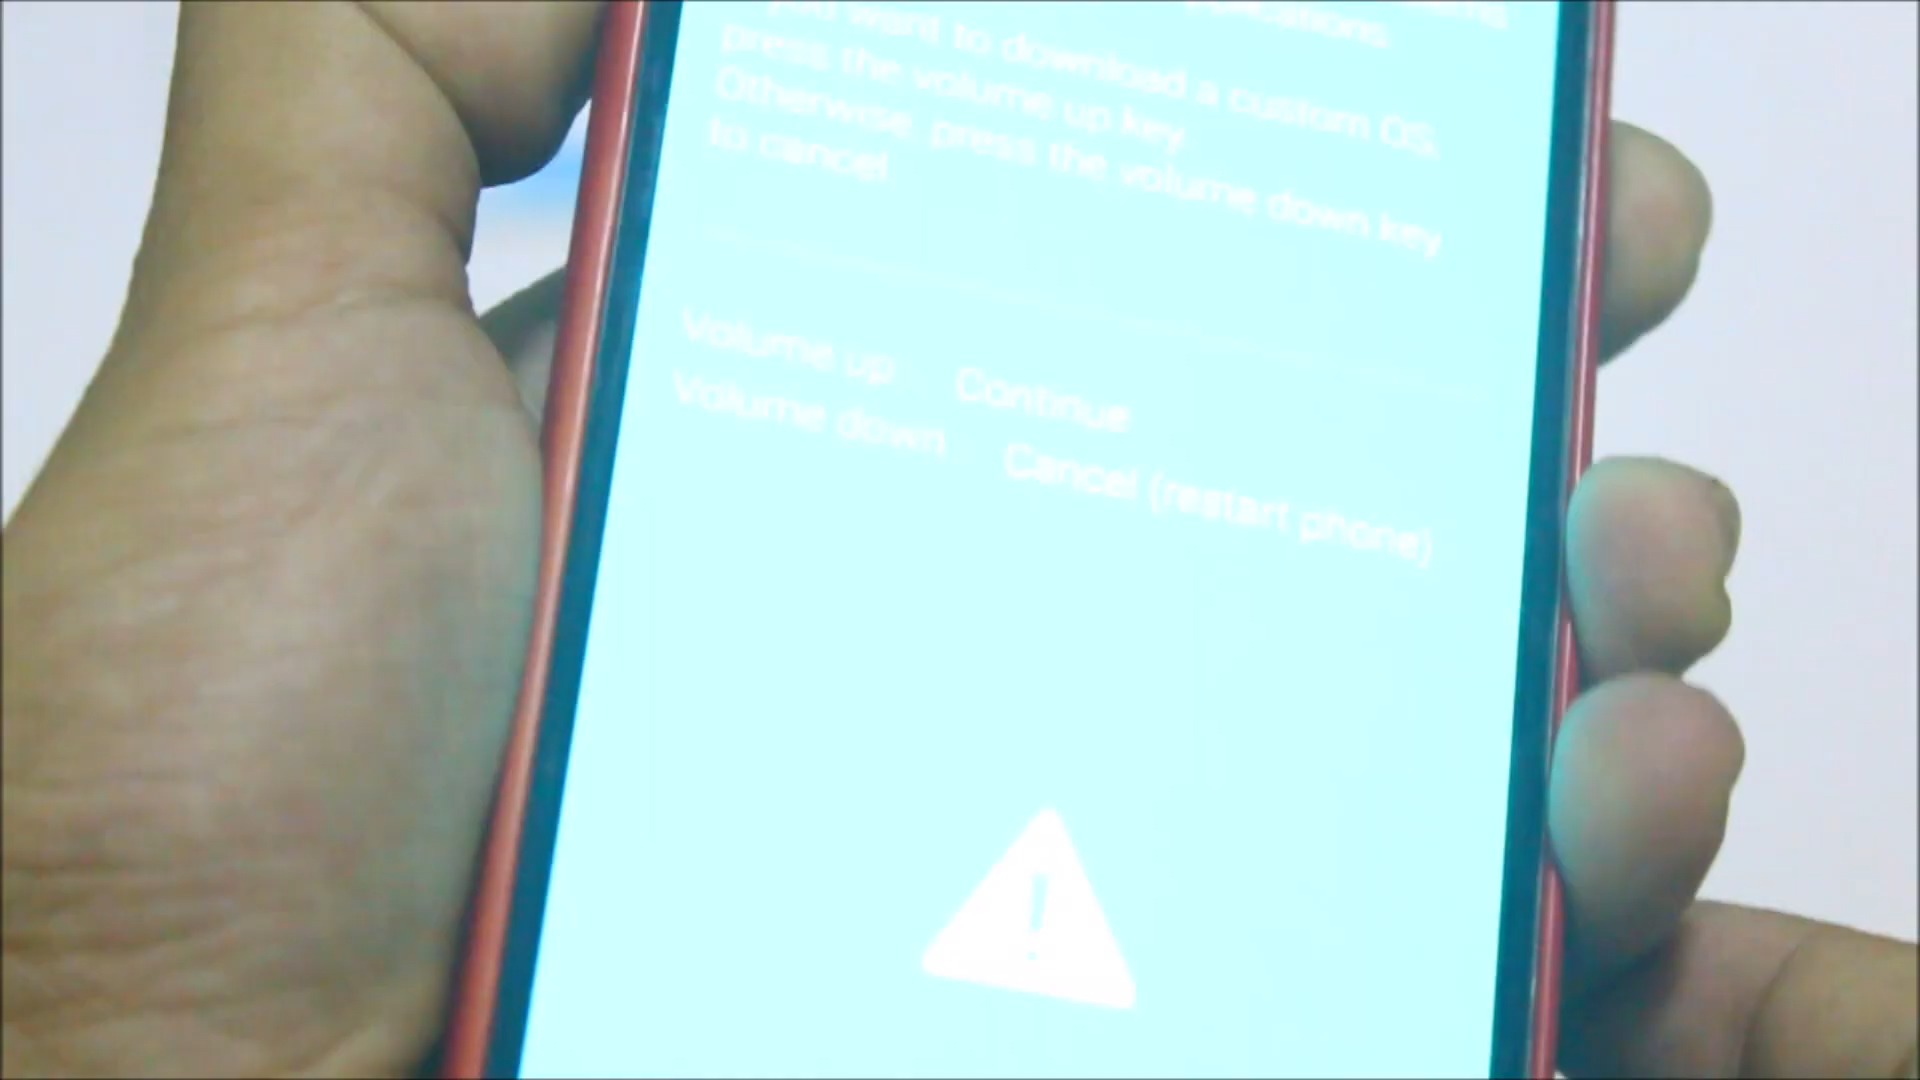 you want to download a custom OS,
press the volume up key.
Otherwise, press the volume down key
to cancel
Volume up Continue
Volume down Cancel (restart phone)